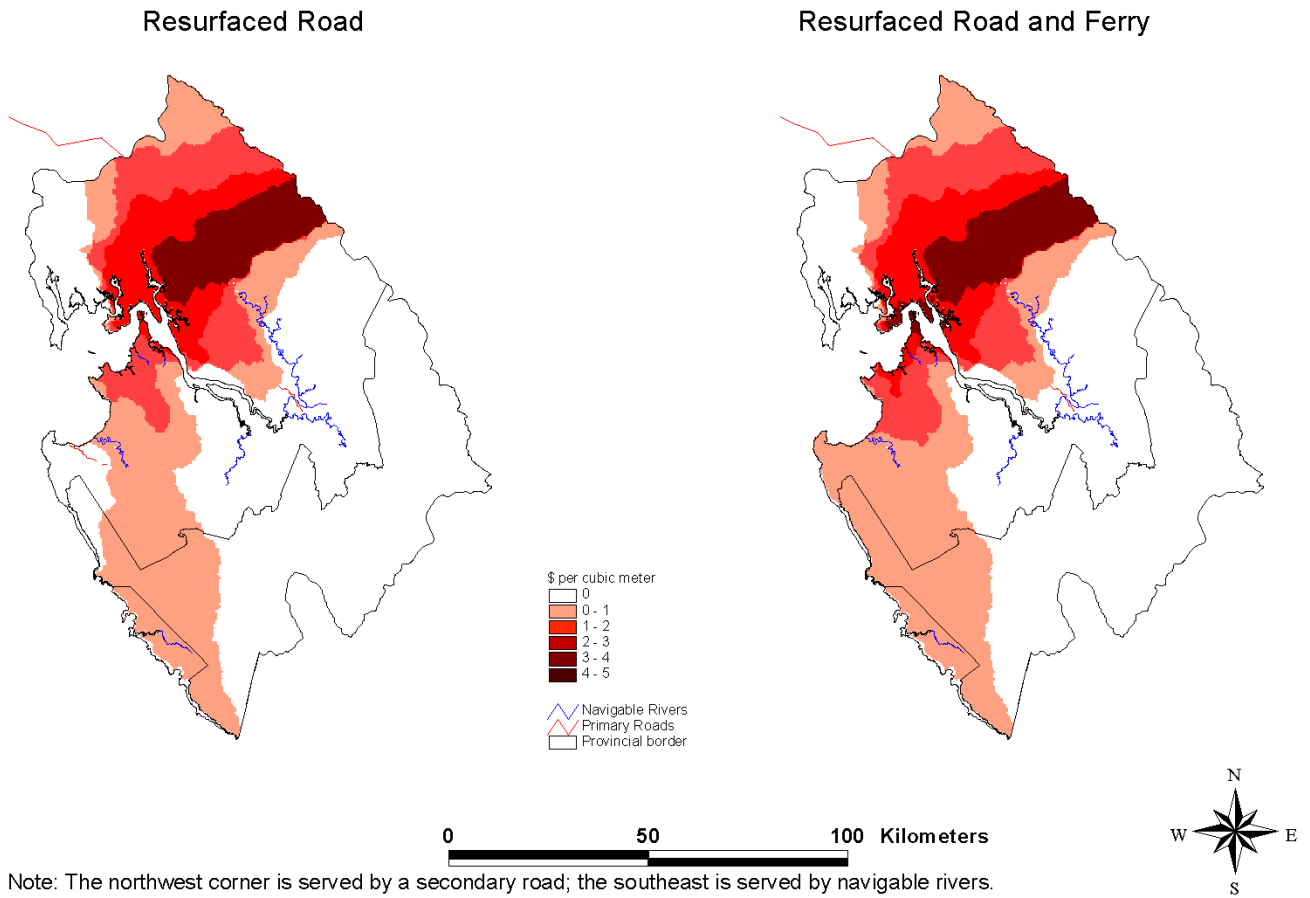 Resurfaced Road
Resurfaced Road and Ferry
$ per cubic meter
0
0 - 1
1 - 2
2 - 3
3 - 4
4 - 5
Navigable Rivers
Primary Roads
Provincial border
0 50 100 Kilometers
N
W E
S
Note: The northwest corner is served by a secondary road; the southeast is served by navigable rivers.